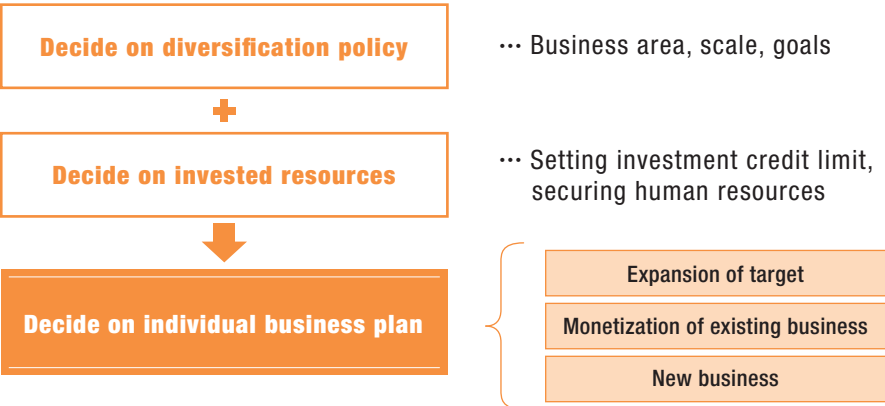 Decide on diversification policy
··· Business area, scale, goals
+
Decide on invested resources
··· Setting investment credit limit,
securing human resources
Decide on individual business plan
Expansion of target
Monetization of existing business
New business